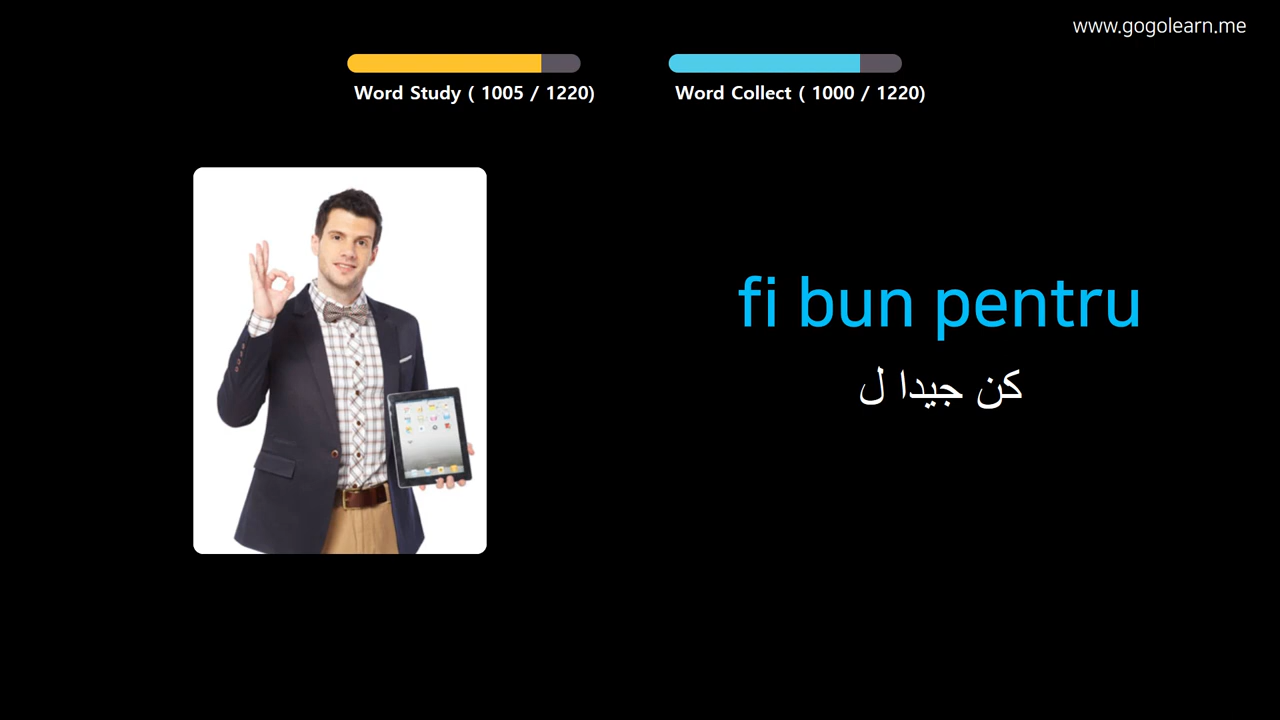 www.gogolearn.me
Word Study ( 1005 / 1220)
Word Collect ( 1000 / 1220)
fi bun pentru
كن جيدا ل